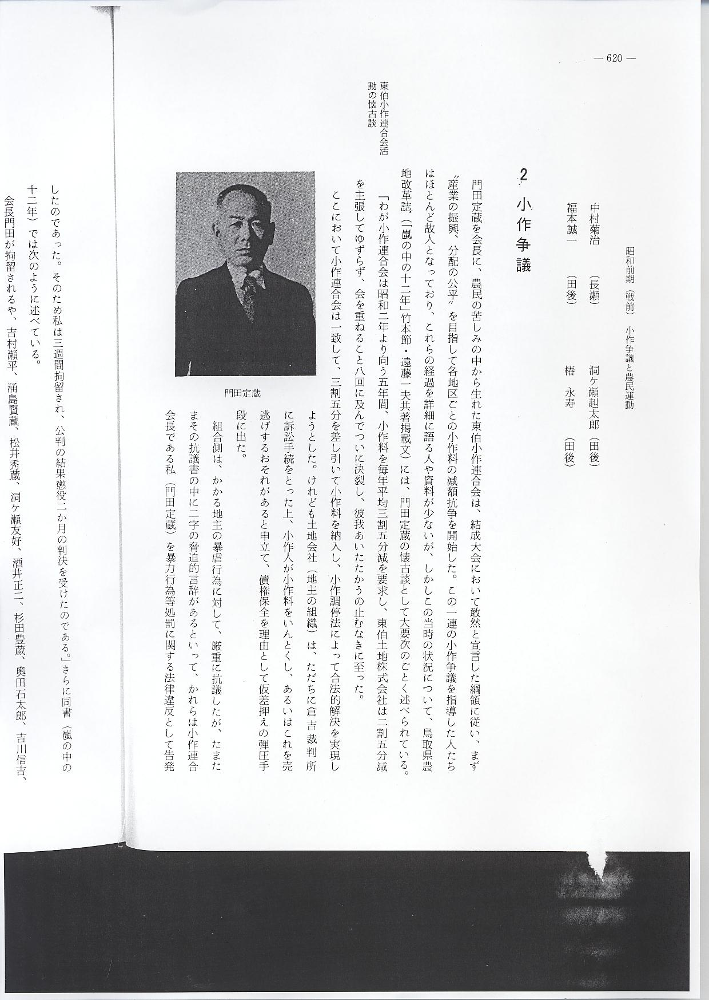 ― 620 ―
昭和前期（戦前）　小作争議と農民運動
中村菊治　（長瀬）　洞ケ瀬赳太郎（田後）
福本誠一　（田後）　椿　永寿　（田後）
2　小作争議
東伯小作連合会活
動の懐古談
門田定蔵を会長に、農民の苦しみの中から生れた東伯小作連合会は、結成大会において敢然と宣言した綱領に従い、まず
〝産業の振興、分配の公平〟を目指して各地区ごとの小作料の減額抗争を開始した。この一連の小作争議を指導した人たち
はほとんど故人となっており、これらの経過を詳細に語る人や資料が少ないが、しかしこの当時の状況について、鳥取県農
地改革誌（「嵐の中の十二年」竹本節・遠藤一夫共著掲載文）には、門田定蔵の懐古談として大要次のごとく述べられている。
「わが小作連合会は昭和二年より向う五年間、小作料を毎年平均三割五分減を要求し、東伯土地株式会社は二割五分減
を主張してゆずらず、会を重ねること八回に及んでついに決裂し、彼我あいたたかうの止むなきに至った。
ここにおいて小作連合会は一致して、三割五分を差し引いて小作料を納入し、小作調停法によって合法的解決を実現し
ようとした。けれども土地会社（地主の組織）は、ただちに倉吉裁判所
に訴訟手続をとった上、小作人が小作料をいんとくし、あるいはこれを売
逃げするおそれがあると申立て、債権保全を理由として仮差押えの弾圧手
段に出た。
組合側は、かかる地主の暴虐行為に対して、厳重に抗議したが、たまた
まその抗議書の中に二字の脅迫的言辞があるといって、かれらは小作連合
会長である私（門田定蔵）を暴力行為等処罰に関する法律違反として告発
門田定蔵
したのであった。そのため私は三週間拘留され、公判の結果懲役二か月の判決を受けたのである。」さらに同書（嵐の中の
十二年）では次のように述べている。
会長門田が拘留されるや、吉村瀬平、涌島賢蔵、松井秀蔵、洞ケ瀬友好、酒井正二、杉田豊蔵、奥田石太郎、吉川信吉、